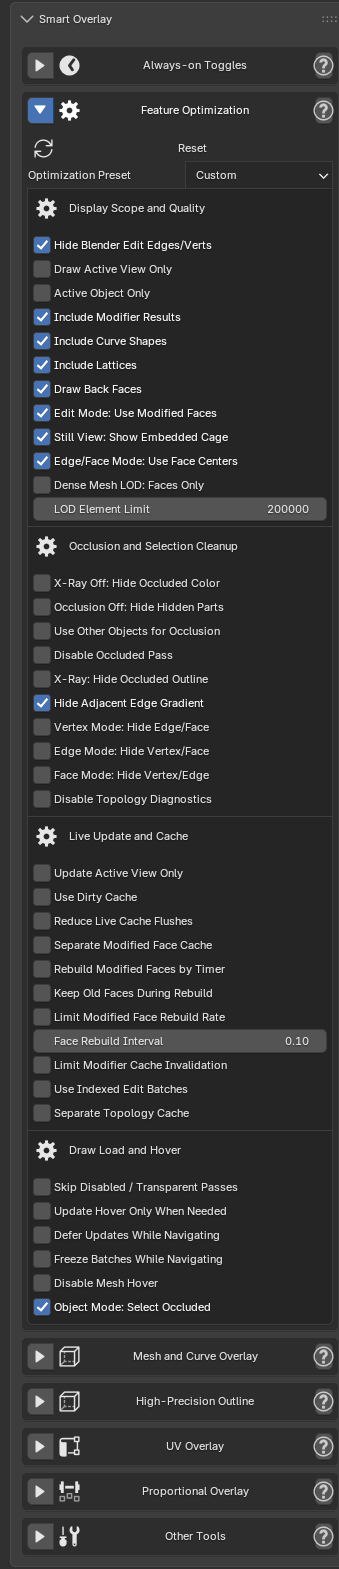 Smart Overlay
Always-on Toggles
Feature Optimization
Reset
Optimization Preset Custom
Display Scope and Quality
Hide Blender Edit Edges/Verts
Draw Active View Only
Active Object Only
Include Modifier Results
Include Curve Shapes
Include Lattices
Draw Back Faces
Edit Mode: Use Modified Faces
Still View: Show Embedded Cage
Edge/Face Mode: Use Face Centers
Dense Mesh LOD: Faces Only
LOD Element Limit 200000
Occlusion and Selection Cleanup
X-Ray Off: Hide Occluded Color
Occlusion Off: Hide Hidden Parts
Use Other Objects for Occlusion
Disable Occluded Pass
X-Ray: Hide Occluded Outline
Hide Adjacent Edge Gradient
Vertex Mode: Hide Edge/Face
Edge Mode: Hide Vertex/Face
Face Mode: Hide Vertex/Edge
Disable Topology Diagnostics
Live Update and Cache
Update Active View Only
Use Dirty Cache
Reduce Live Cache Flushes
Separate Modified Face Cache
Rebuild Modified Faces by Timer
Keep Old Faces During Rebuild
Limit Modified Face Rebuild Rate
Face Rebuild Interval 0.10
Limit Modifier Cache Invalidation
Use Indexed Edit Batches
Separate Topology Cache
Draw Load and Hover
Skip Disabled / Transparent Passes
Update Hover Only When Needed
Defer Updates While Navigating
Freeze Batches While Navigating
Disable Mesh Hover
Object Mode: Select Occluded
Mesh and Curve Overlay
High-Precision Outline
UV Overlay
Proportional Overlay
Other Tools